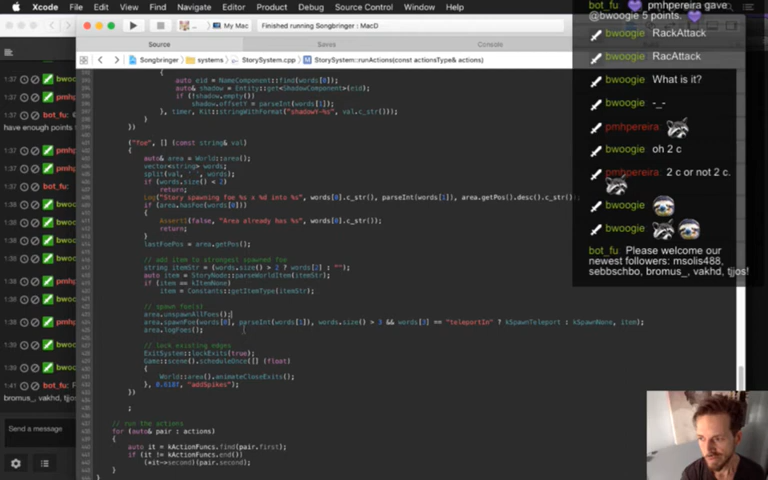 Xcode File Edit View Find Navigate Editor Product Debug Source Control Window Help
My Mac
Finished running Songbringer : MacD
Source
Saves
Console
Songbringer
systems
StorySystem.cpp
StorySystem::runActions(const actionsType& actions)
auto eid = NameComponent::find(words[0]);
auto& shadow = Entity::get<ShadowComponent>(eid);
if (!shadow.empty())
shadow.offsetY = parseInt(words[1]);
}, timer, Kit::stringWithFormat("shadowY-%s", val.c_str());
}}
{"foe", [] (const string& val)
{
auto& area = World::area();
vector<string> words;
split(val, ' ', words);
if (words.size() < 2)
return;
Log("Story spawning foe %s x %d into %s", words[0].c_str(), parseInt(words[1]), area.getPos().desc().c_str());
if (area.hasFoe(words[0]))
{
Assert1(false, "Area already has %s", words[0].c_str());
return;
}
lastFoePos = area.getPos();
// add item to strongest spawned foe
string itemStr = (words.size() > 2 ? words[2] : "");
auto item = StoryNode::parseWorldItem(itemStr);
if (item == kItemNone)
item = Constants::getItemType(itemStr);
// spawn foe(s)
area.unspawnAllFoes();
area.spawnFoe(words[0], parseInt(words[1]), words.size() > 3 && words[3] == "teleportIn" ? kSpawnTeleport : kSpawnNone, item);
area.logFoes();
// lock existing edges
ExitSystem::lockExits(true);
Game::scene().scheduleOnce([] (float)
{
World::area().animateCloseExits();
}, 0.618f, "addSpikes");
}}
;
// run the actions
for (auto& pair : actions)
{
auto it = kActionFuncs.find(pair.first);
if (it != kActionFuncs.end())
(*it->second)(pair.second);
}
1:37
have enough points
1:41
bromus_, vakhd, tjjos
Send a message
bot_fu pmhpereira gave
@bwoogie 5 points.
bwoogie RackAttack
bwoogie RacAttack
bwoogie What is it?
bwoogie -_-
pmhpereira
bwoogie oh 2 c
pmhpereira 2 c or not 2 c.
bwoogie
bwoogie
bot_fu Please welcome our
newest followers: msolis488,
sebbschbo, bromus_, vakhd, tjjos!